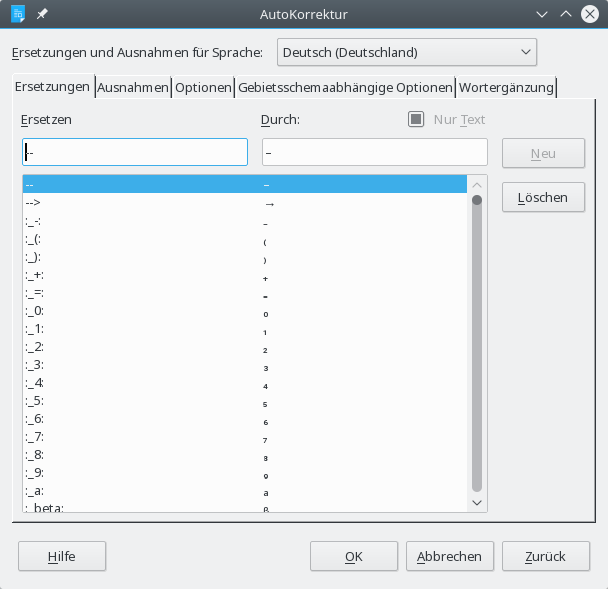 AutoKorrektur
Ersetzungen und Ausnahmen für Sprache: Deutsch (Deutschland)
Ersetzungen Ausnahmen Optionen Gebietsschemaabhängige Optionen Wortergänzung
Ersetzen Durch: Nur Text
-- – Neu
-- –
Löschen
--> →
:_-: ₋
:_(: ₍
:_): ₎
:_+: ₊
:_=: ₌
:_0: ₀
:_1: ₁
:_2: ₂
:_3: ₃
:_4: ₄
:_5: ₅
:_6: ₆
:_7: ₇
:_8: ₈
:_9: ₉
:_a: ₐ
:_beta: ᵦ
Hilfe OK Abbrechen Zurück